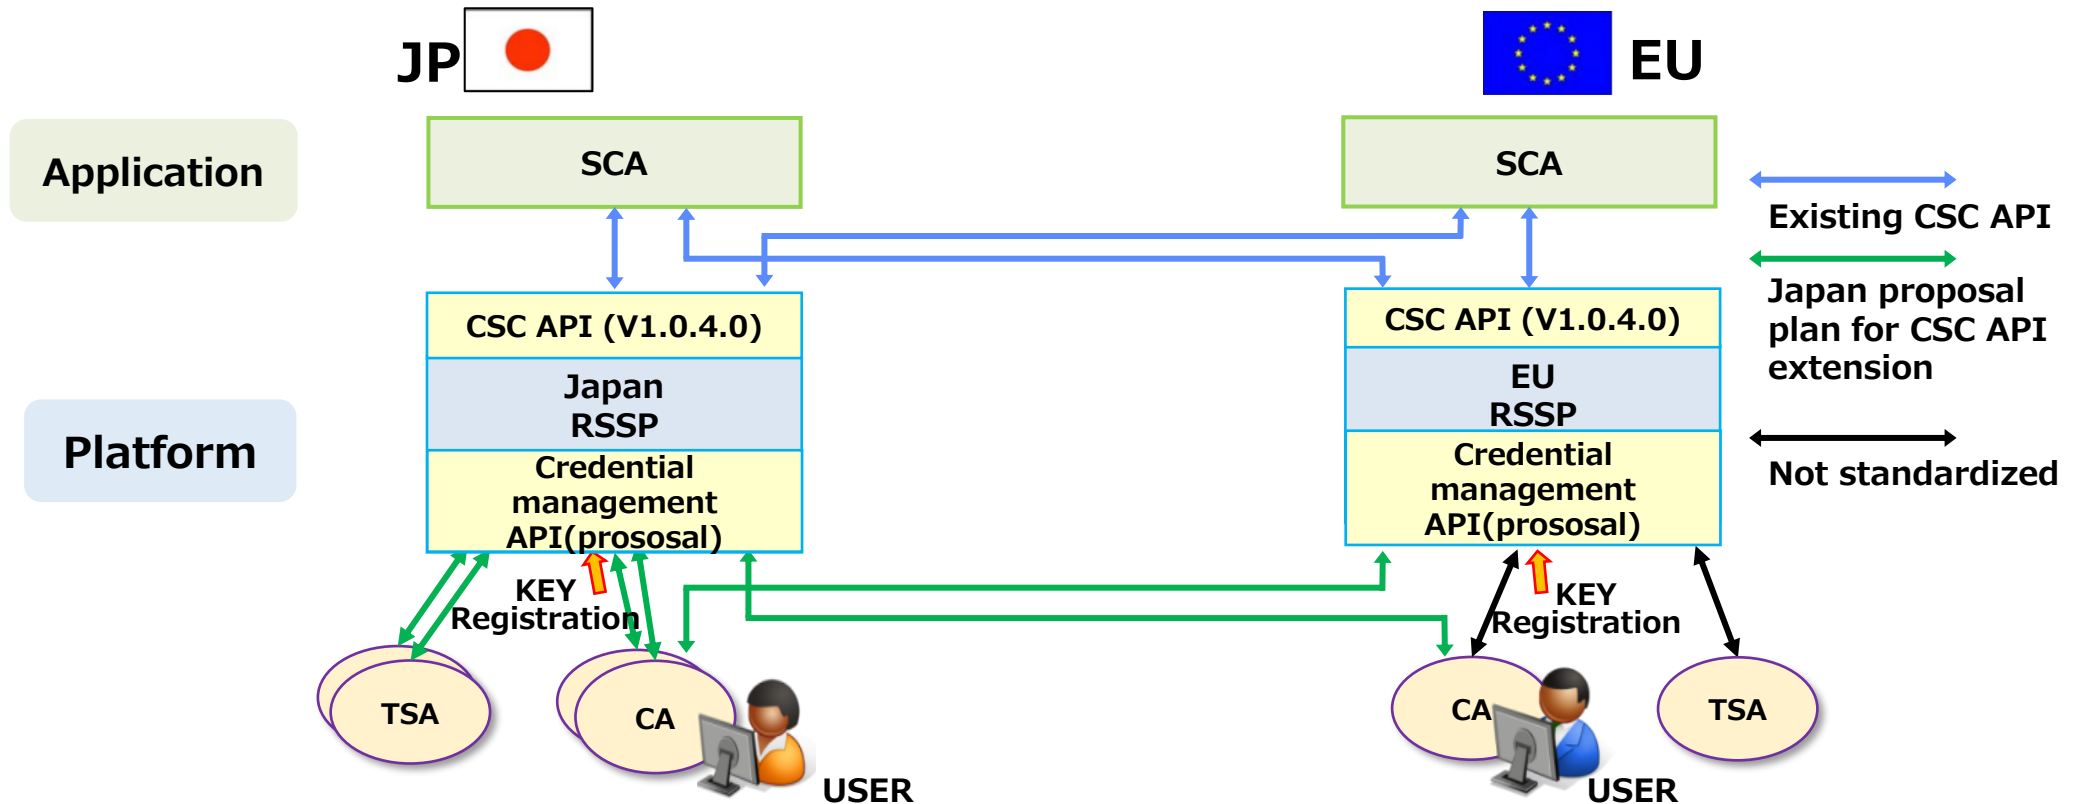 JP
EU
Application
SCA
SCA
Existing CSC API
Japan proposal
plan for CSC API
extension
Not standardized
Platform
CSC API (V1.0.4.0)
Japan
RSSP
Credential
management
API(prososal)
CSC API (V1.0.4.0)
EU
RSSP
Credential
management
API(prososal)
KEY
Registration
KEY
Registration
TSA
CA
USER
CA
USER
TSA